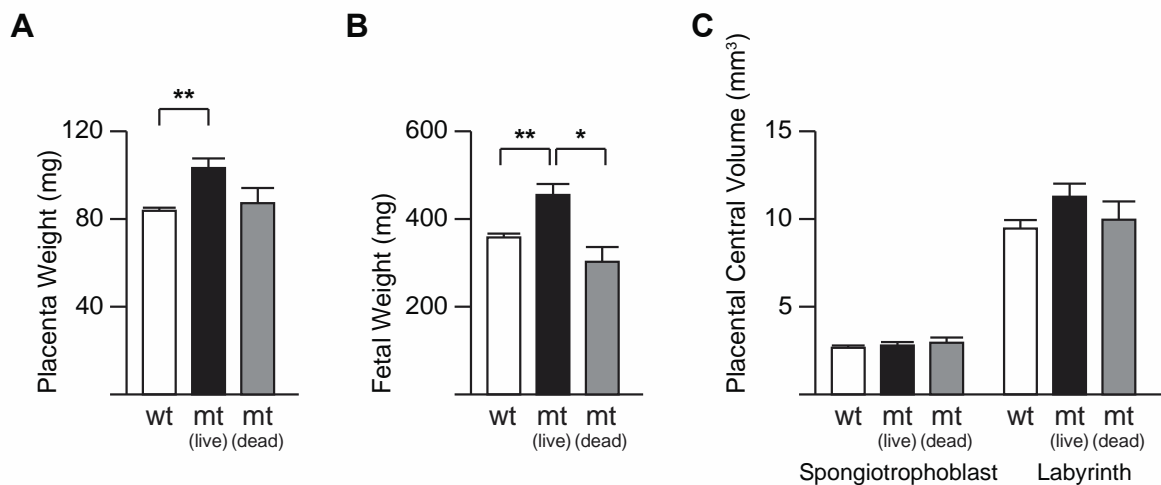 A
Placenta Weight (mg)
120
80
40
**
wt
mt
(live)
mt
(dead)
B
Fetal Weight (mg)
600
400
200
**
*
wt
mt
(live)
mt
(dead)
C
Placental Central Volume (mm³)
15
10
5
wt
mt
(live)
mt
(dead)
Spongiotrophoblast
wt
mt
(live)
mt
(dead)
Labyrinth